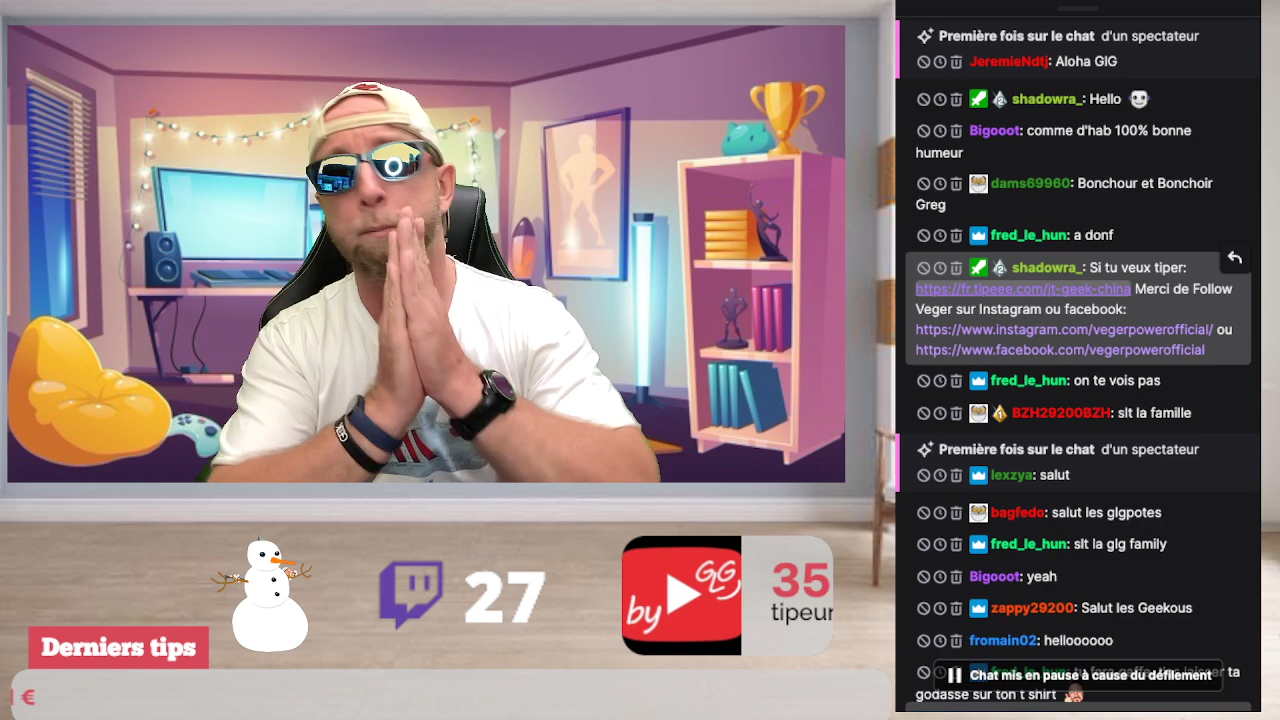 Première fois sur le chat d'un spectateur
JeremieNdtj: Aloha GIG
shadowra_: Hello
Bigooot: comme d'hab 100% bonne
humeur
dams69960: Bonchour et Bonchoir
Greg
fred_le_hun: a donf
shadowra_: Si tu veux tiper:
https://fr.tipeee.com/jt-geek-china Merci de Follow
Veger sur Instagram ou facebook:
https://www.instagram.com/vegerpowerofficial/ ou
https://www.facebook.com/vegerpowerofficial
fred_le_hun: on te vois pas
BZH29200BZH: slt la famille
Première fois sur le chat d'un spectateur
lexzya: salut
bagfedo: salut les glgpotes
fred_le_hun: slt la glg family
Bigooot: yeah
zappy29200: Salut les Geekous
fromain02: helloooooo
Chat mis en pause à cause du défilement
ta
godasse sur ton t shirt
27
by GLG
35
tipeur
Derniers tips
€